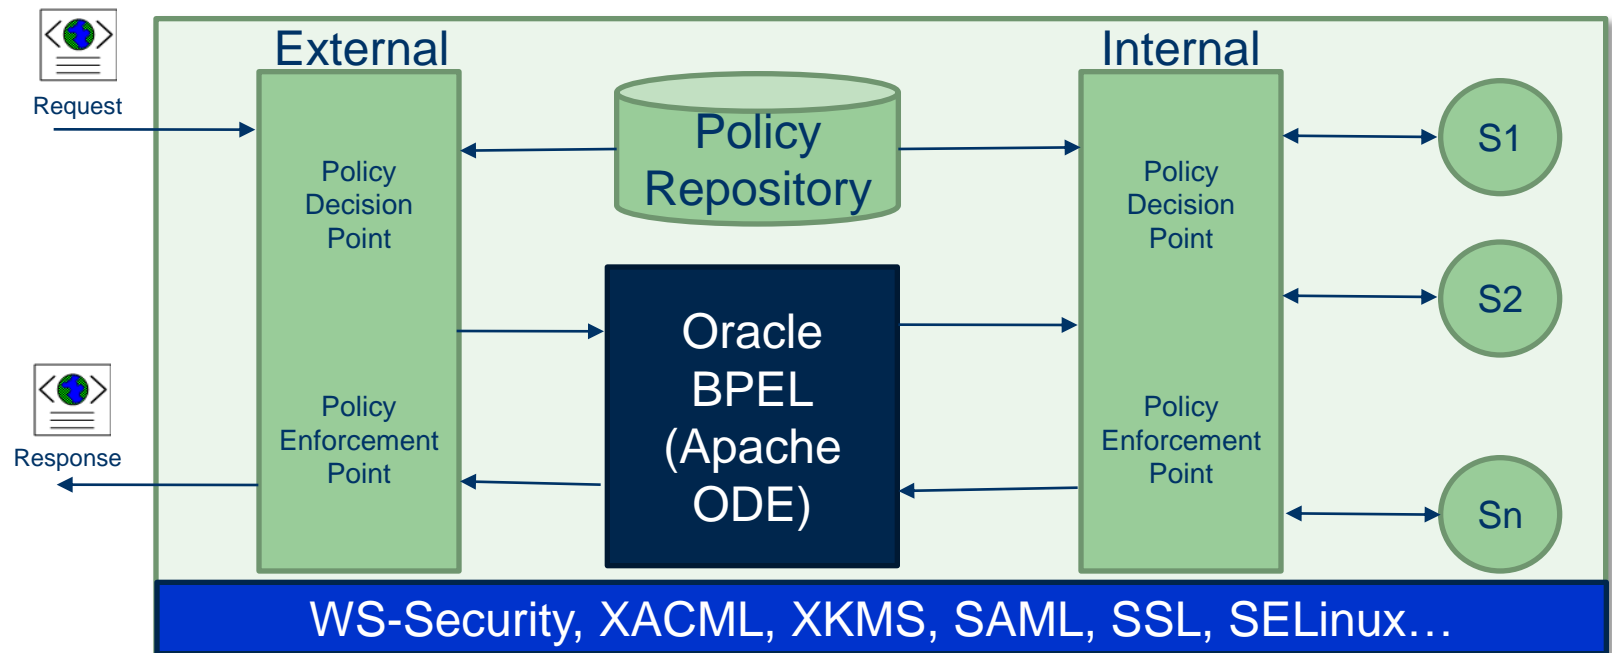 Request
Response
External
Policy
Decision
Point
Policy
Enforcement
Point
Policy
Repository
Oracle
BPEL
(Apache
ODE)
Internal
Policy
Decision
Point
Policy
Enforcement
Point
S1
S2
Sn
WS-Security, XACML, XKMS, SAML, SSL, SELinux…